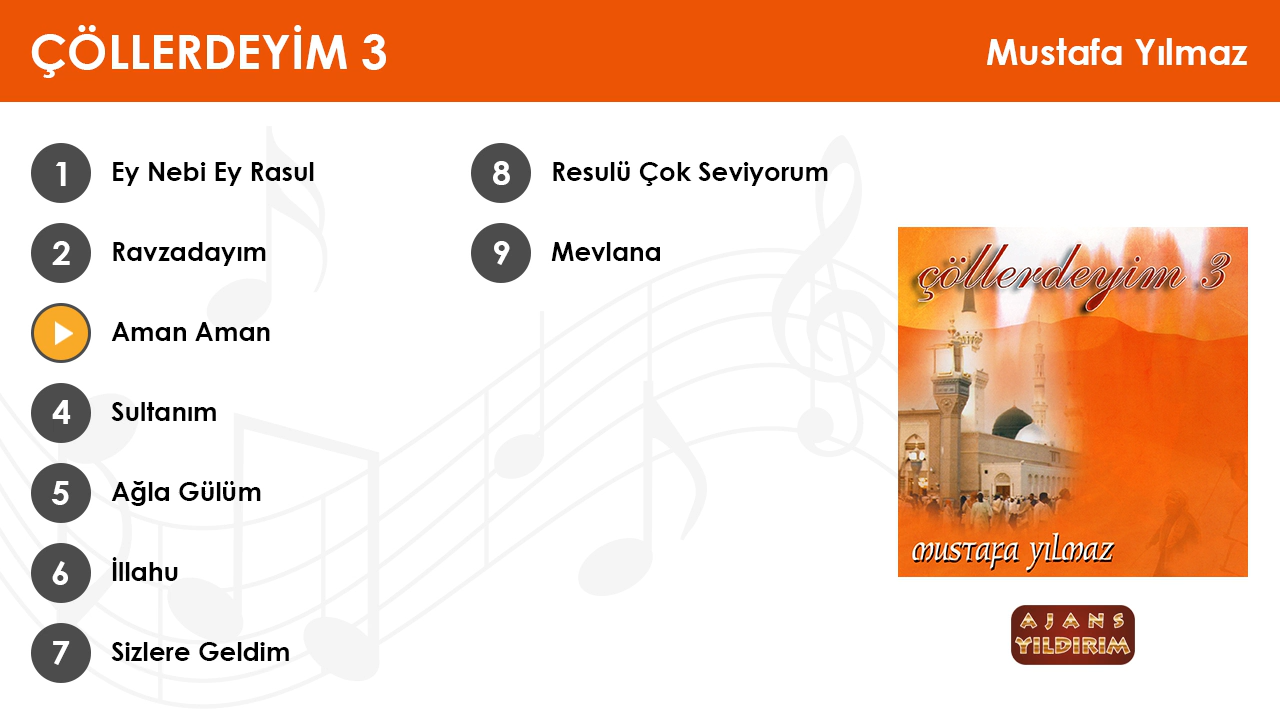 ÇÖLLERDEYİM 3
Mustafa Yılmaz
1 Ey Nebi Ey Rasul
2 Ravzadayım
Aman Aman
4 Sultanım
5 Ağla Gülüm
6 İllahu
7 Sizlere Geldim
8 Resulü Çok Seviyorum
9 Mevlana
çöllerdeyim 3
mustafa yılmaz
AJANS
YILDIRIM